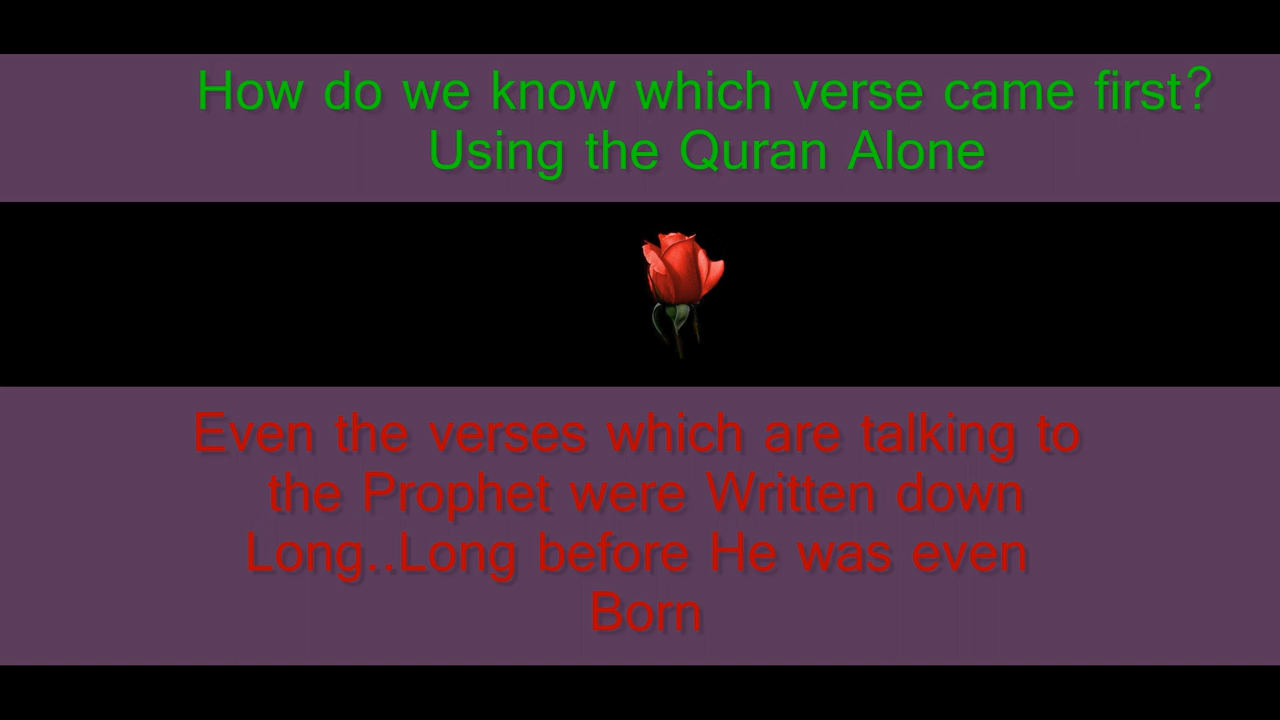 How do we know which verse came first?
Using the Quran Alone
Even the verses which are talking to
the Prophet were Written down
Long..Long before He was even
Born